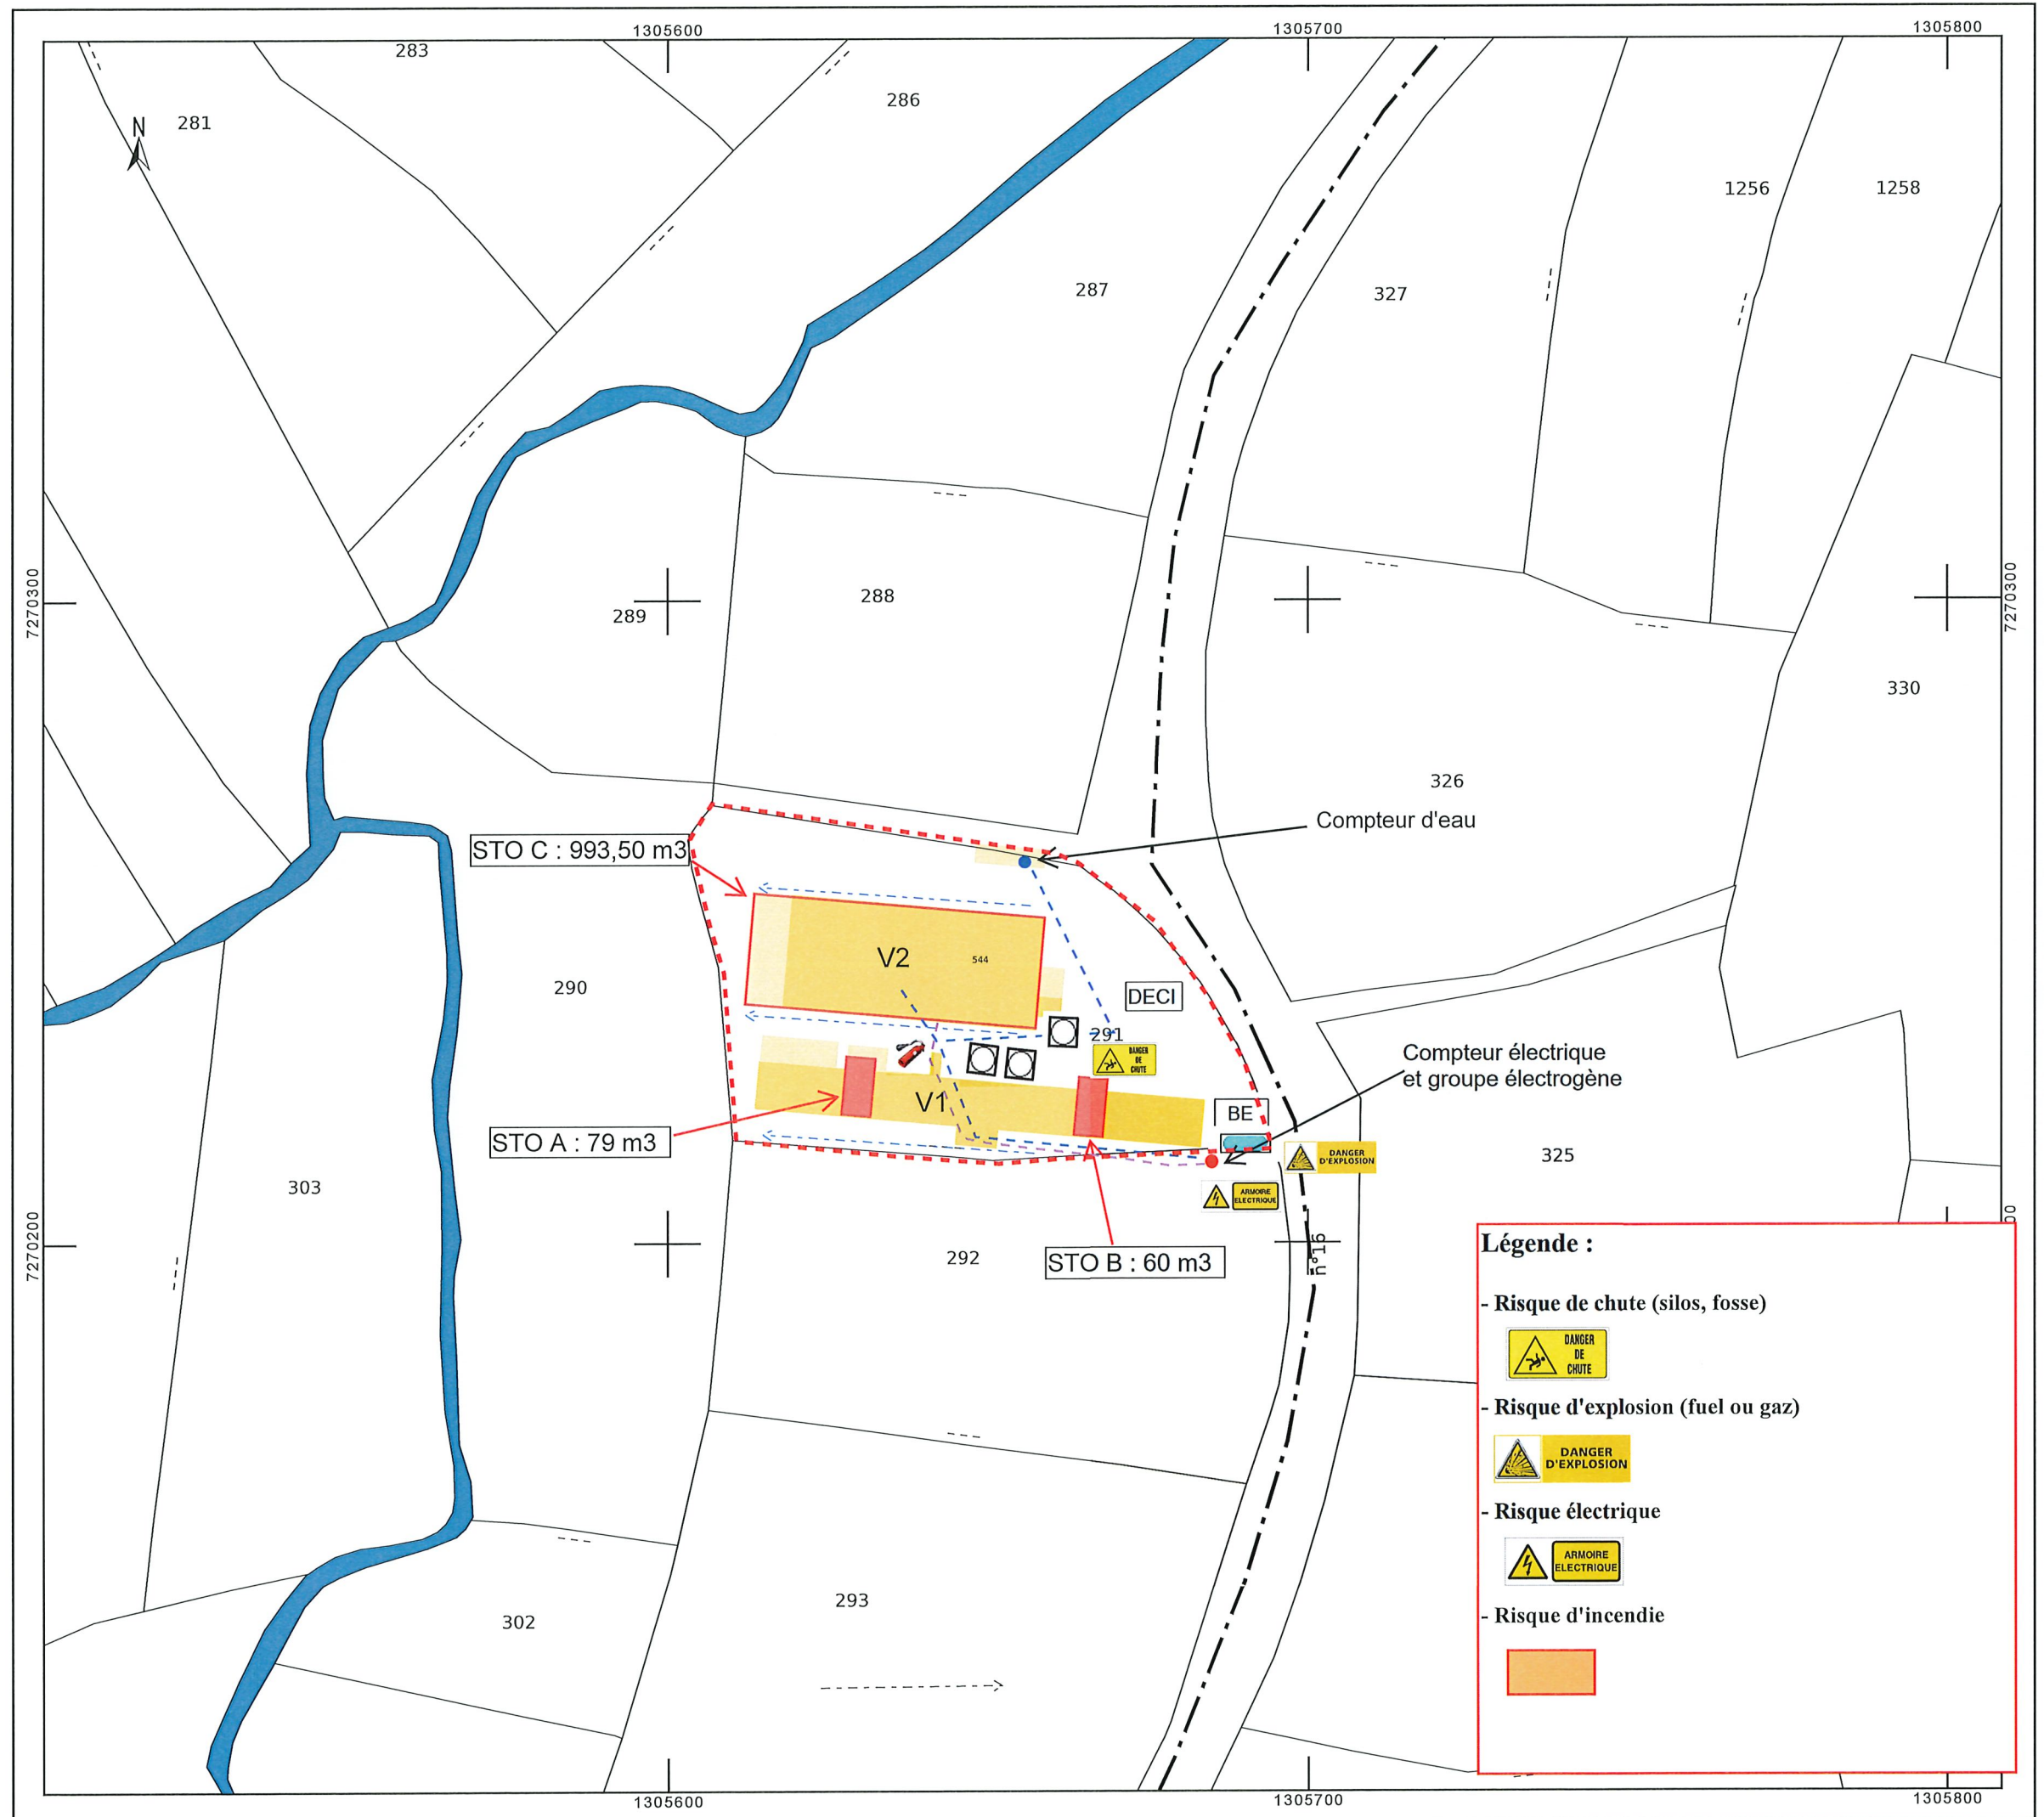 1305600
1305700
1305800
283
286
N
281
1256
1258
287
327
7270300
7270300
288
289
330
326
Compteur d'eau
STO C : 993,50 m3
V2
544
290
DECI
291
DANGER
DE
CHUTE
Compteur électrique
et groupe électrogène
V1
BE
STO A : 79 m3
DANGER
D'EXPLOSION
325
303
ARMOIRE
ELECTRIQUE
7270200
00
n°16
292
STO B : 60 m3
Légende :
- Risque de chute (silos, fosse)
DANGER
DE
CHUTE
- Risque d'explosion (fuel ou gaz)
DANGER
D'EXPLOSION
- Risque électrique
ARMOIRE
ELECTRIQUE
- Risque d'incendie
293
302
1305600
1305700
1305800